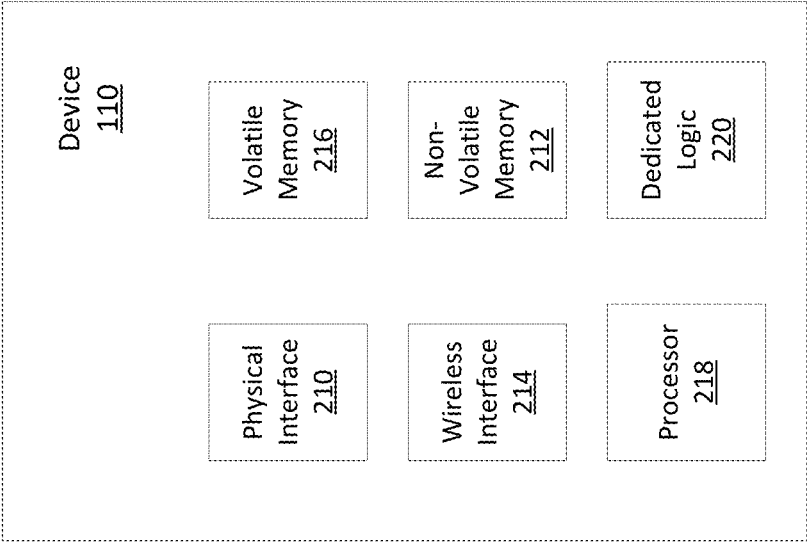 Device
110
Physical
Interface
210
Volatile
Memory
216
Wireless
Interface
214
Non-
Volatile
Memory
212
Processor
218
Dedicated
Logic
220